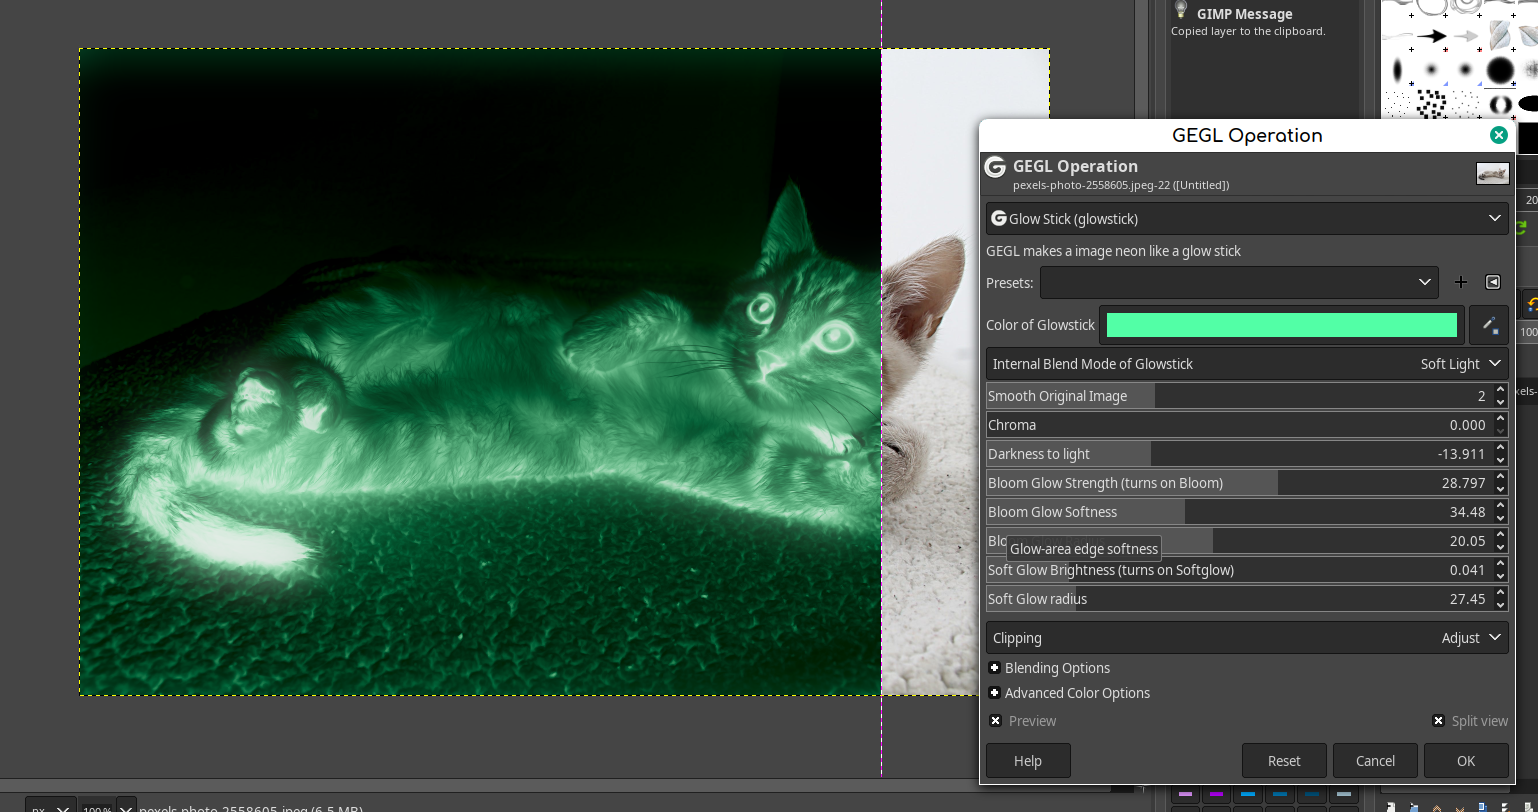 GIMP Message
Copied layer to the clipboard.
GEGL Operation
GEGL Operation
pexels-photo-2558605.jpeg-22 ([Untitled])
Glow Stick (glowstick)
GEGL makes a image neon like a glow stick
Presets:
Color of Glowstick
Internal Blend Mode of Glowstick Soft Light
Smooth Original Image 2
Chroma 0.000
Darkness to light -13.911
Bloom Glow Strength (turns on Bloom) 28.797
Bloom Glow Softness 34.48
20.05
Glow-area edge softness
Soft Glow Brightness (turns on Softglow) 0.041
Soft Glow radius 27.45
Clipping Adjust
Blending Options
Advanced Color Options
Preview Split view
Help Reset Cancel OK
px 100% pexels-photo-2558605.jpeg (6.5 MB)
20
100